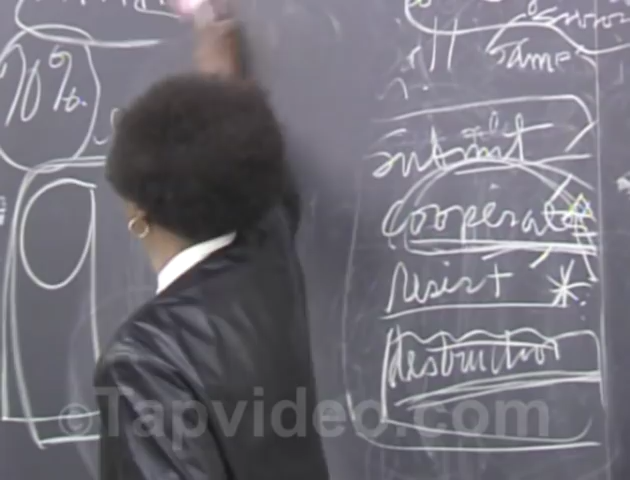 70%
same
submit
cooperate
resist *
destruction
©Tapvideo.com